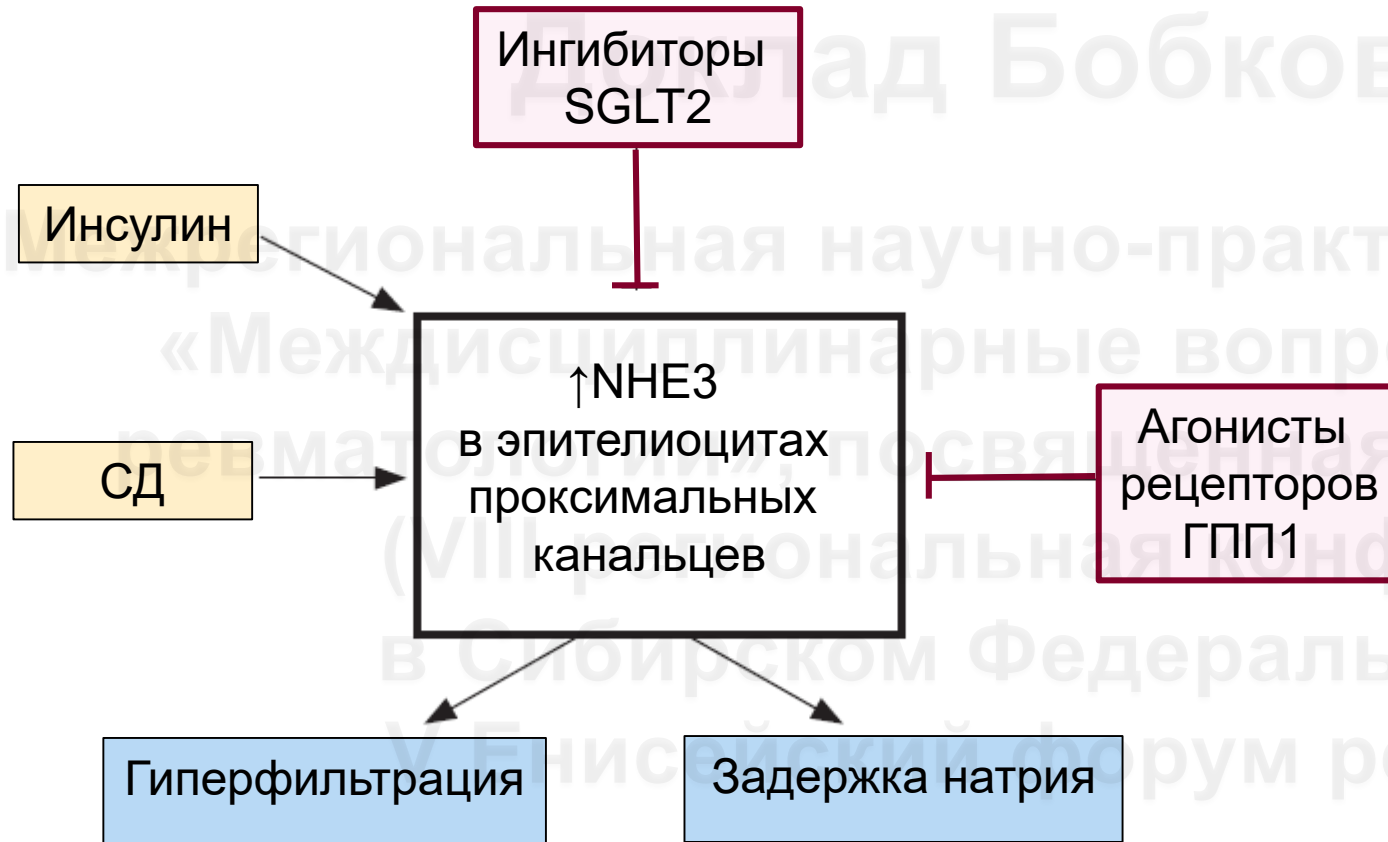 Доклад Бобков
Ингибиторы
SGLT2
Инсулин
Межрегиональная научно-практ
«Междисциплинарные вопр
↑NHE3
в эпителиоцитах
проксимальных
канальцев
СД
ревматологии», посвященная
Агонисты
рецепторов
ГПП1
(VIII региональная конф
в Сибирском Федераль
V Енисейский форум р
Гиперфильтрация
Задержка натрия